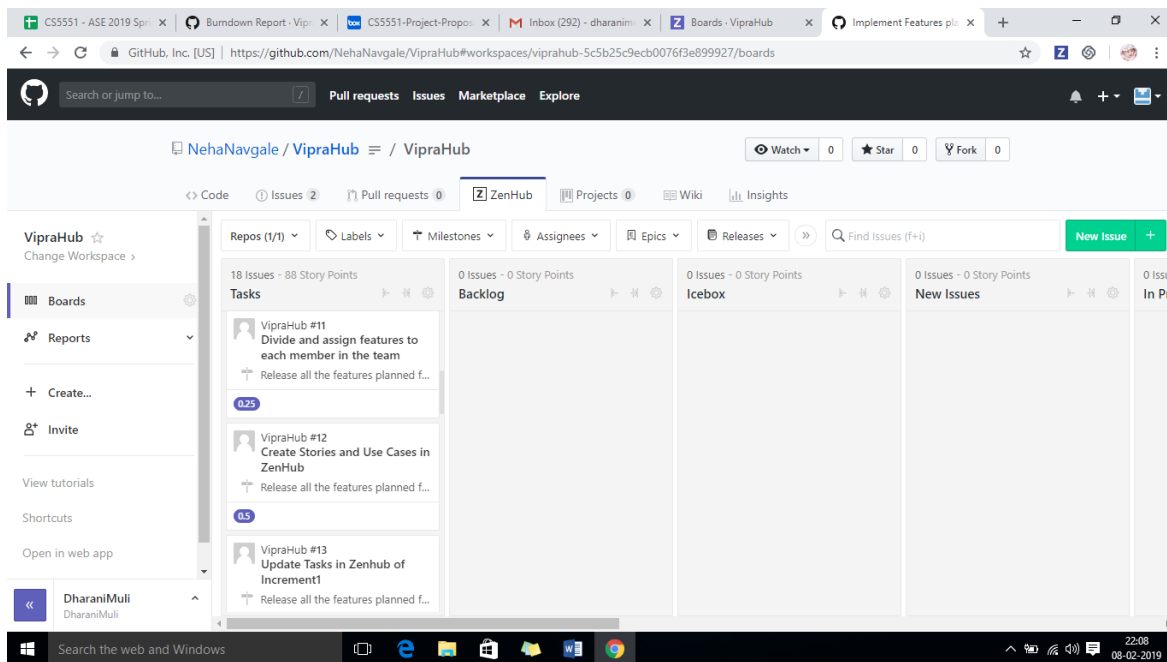 CS5551 - ASE 2019 Spri
Burndown Report · Vipr
CS5551-Project-Propos
Inbox (292) - dharanim
Boards · VipraHub
Implement Features pla
GitHub, Inc. [US] | https://github.com/NehaNavgale/VipraHub#workspaces/viprahub-5c5b25c9ecb0076f3e899927/boards
Search or jump to... / Pull requests Issues Marketplace Explore
NehaNavgale / VipraHub / VipraHub Watch 0 Star 0 Fork 0
Code Issues 2 Pull requests 0 Z ZenHub Projects 0 Wiki Insights
VipraHub
Change Workspace >
Boards
Reports
+ Create...
Invite
View tutorials
Shortcuts
Open in web app
« DharaniMuli
DharaniMuli
Repos (1/1) Labels Milestones Assignees Epics Releases » Find Issues (f+i) New Issue +
18 Issues - 88 Story Points
Tasks
VipraHub #11
Divide and assign features to
each member in the team
Release all the features planned f...
0.25
VipraHub #12
Create Stories and Use Cases in
ZenHub
Release all the features planned f...
0.5
VipraHub #13
Update Tasks in Zenhub of
Increment1
Release all the features planned f...
0 Issues - 0 Story Points
Backlog
0 Issues - 0 Story Points
Icebox
0 Issues - 0 Story Points
New Issues
0 Issu
In Pr
Search the web and Windows
22:08
08-02-2019